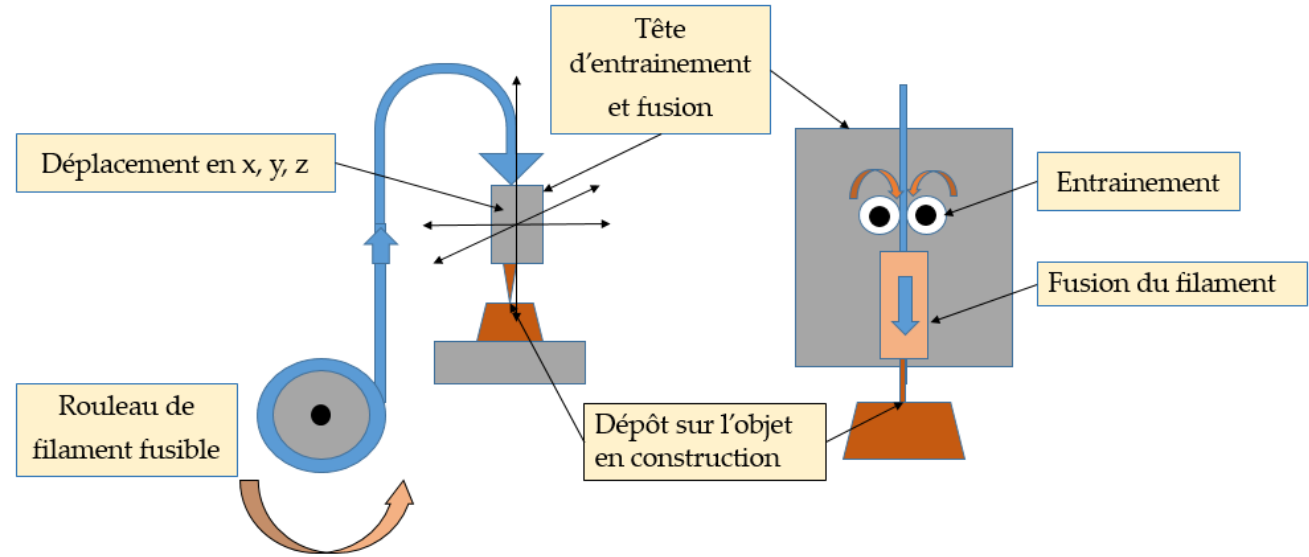 Tête
d’entrainement
et fusion
Déplacement en x, y, z
Entrainement
Fusion du filament
Rouleau de
filament fusible
Dépôt sur l’objet
en construction